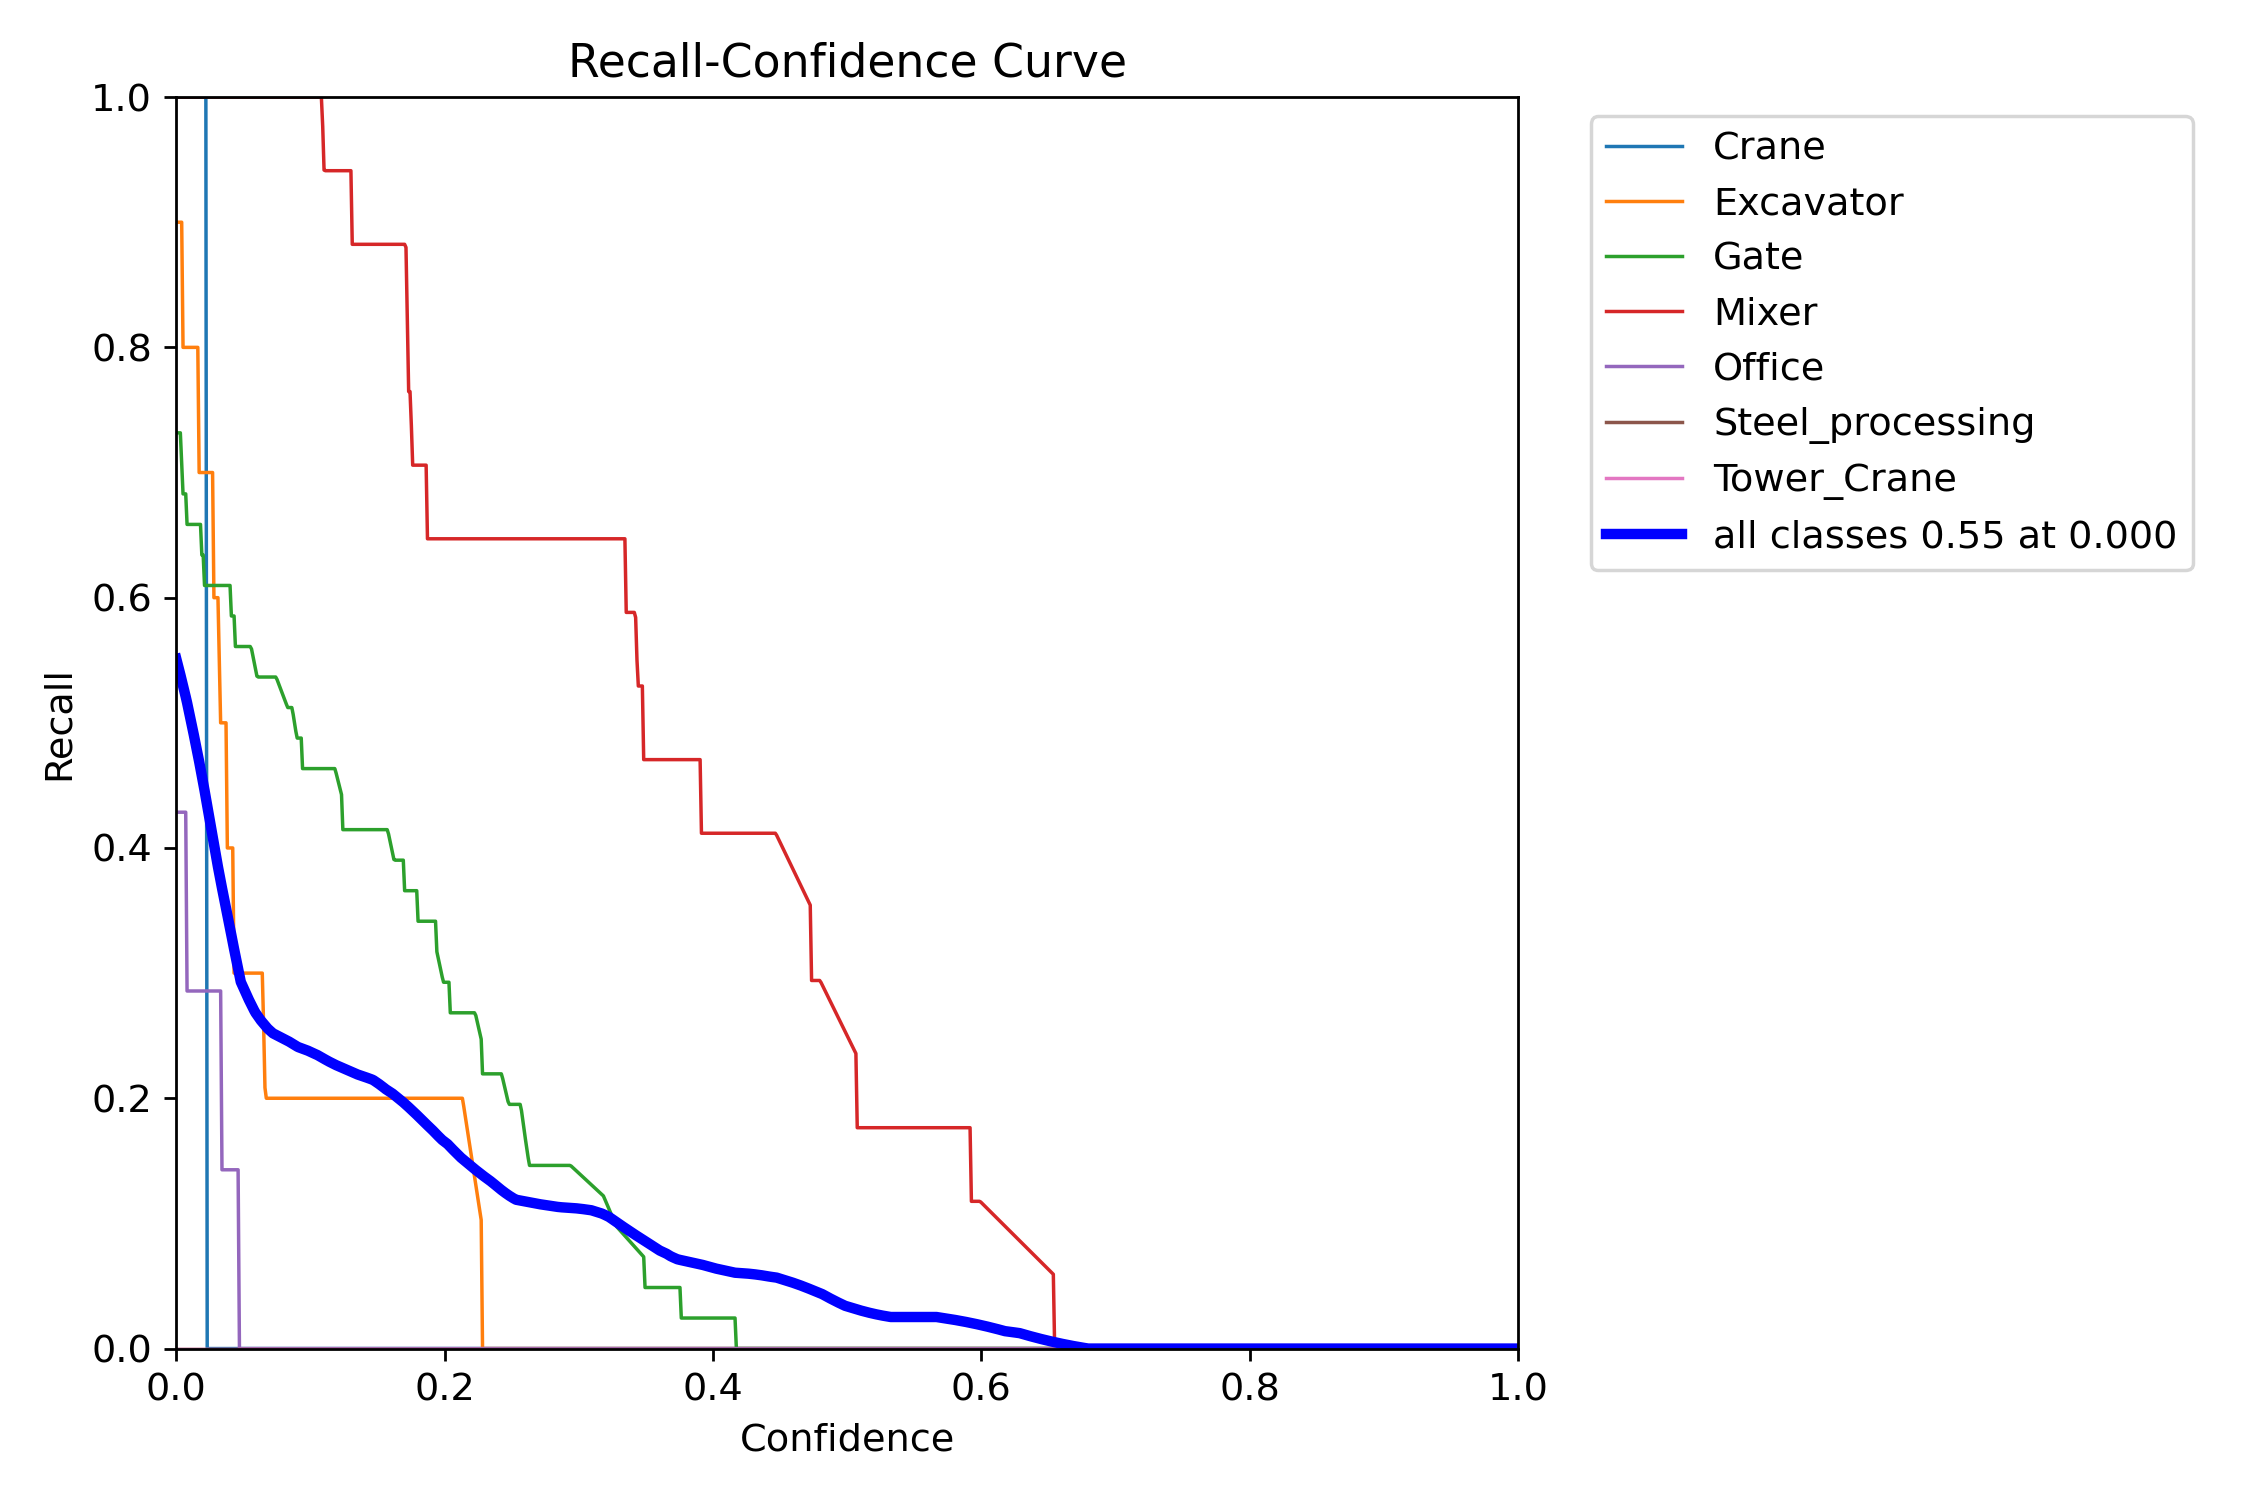 Recall-Confidence Curve
1.0
0.8
0.6
0.4
0.2
0.0
Recall
0.0 0.2 0.4 0.6 0.8 1.0
Confidence
Crane
Excavator
Gate
Mixer
Office
Steel_processing
Tower_Crane
all classes 0.55 at 0.000